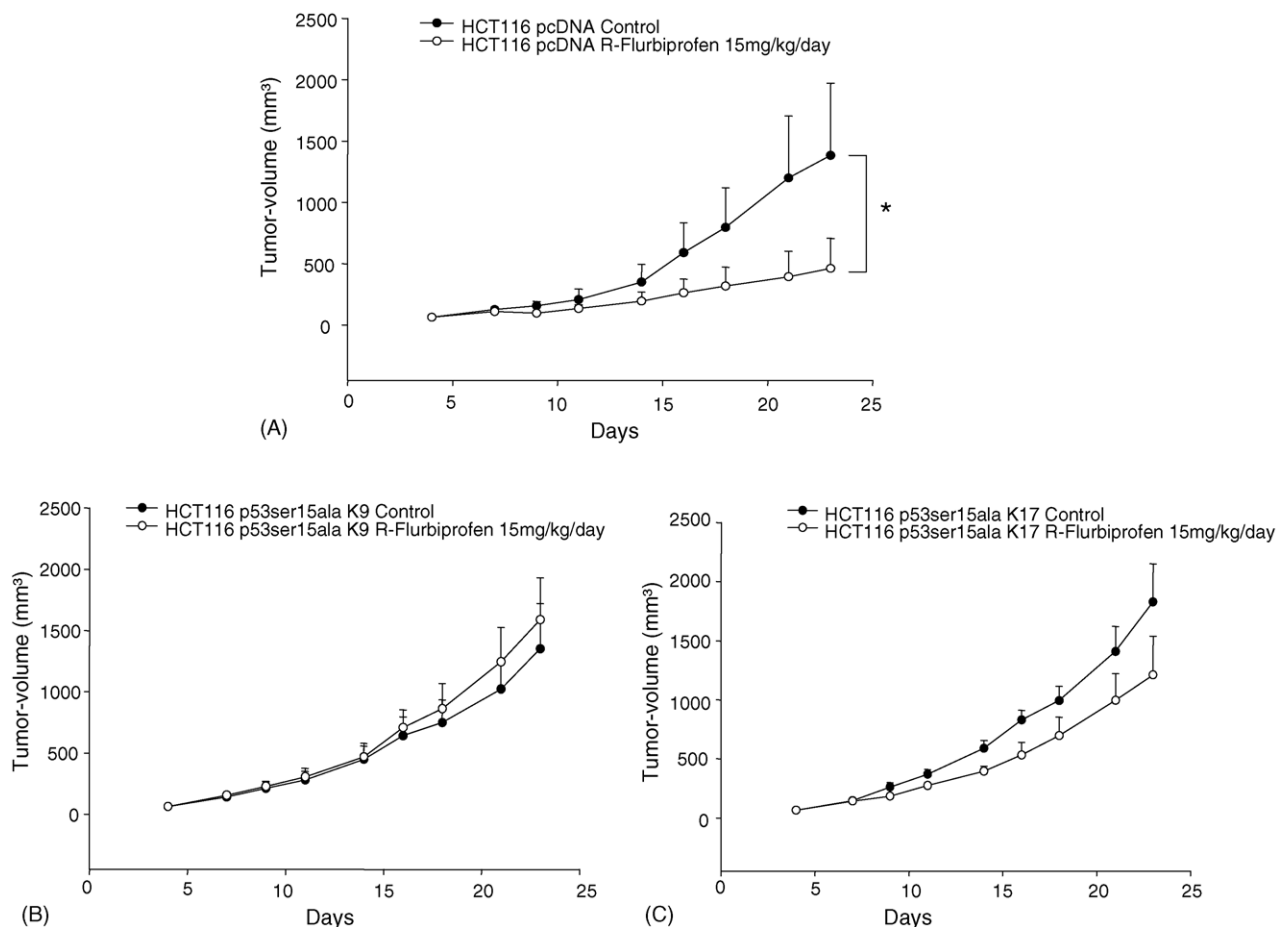 2500
HCT116 pcDNA Control
HCT116 pcDNA R-Flurbiprofen 15mg/kg/day
2000
1500
*
1000
500
0
Tumor-volume (mm³)
0 5 10 15 20 25
(A)
Days
2500
HCT116 p53ser15ala K9 Control
HCT116 p53ser15ala K9 R-Flurbiprofen 15mg/kg/day
2000
1500
1000
500
0
Tumor-volume (mm³)
0 5 10 15 20 25
(B)
Days
2500
HCT116 p53ser15ala K17 Control
HCT116 p53ser15ala K17 R-Flurbiprofen 15mg/kg/day
2000
1500
1000
500
0
Tumor-volume (mm³)
0 5 10 15 20 25
(C)
Days